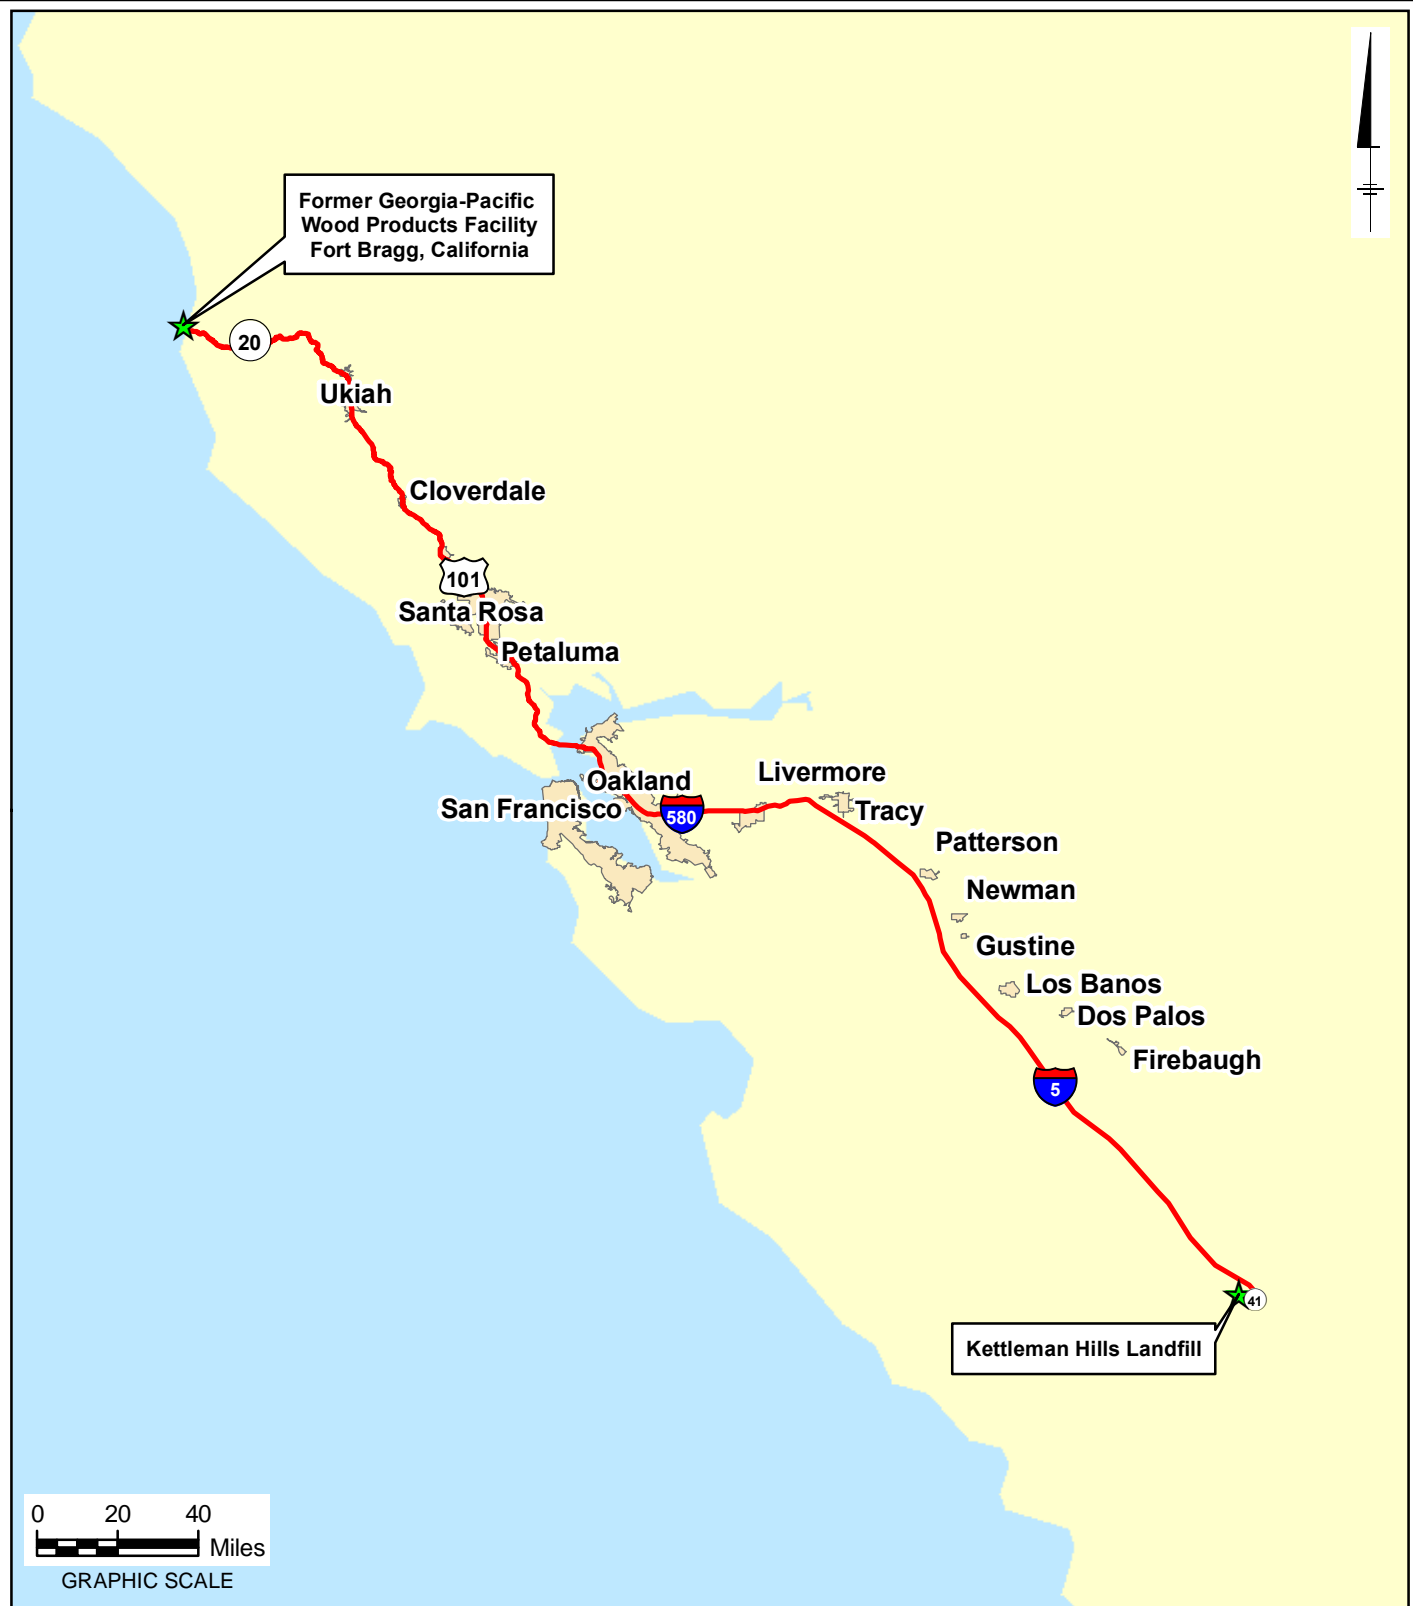 Former Georgia-Pacific
Wood Products Facility
Fort Bragg, California
20
Ukiah
Cloverdale
101
Santa Rosa
Petaluma
Oakland
Livermore
San Francisco
580
Tracy
Patterson
Newman
Gustine
Los Banos
Dos Palos
Firebaugh
5
41
Kettleman Hills Landfill
0 20 40
Miles
GRAPHIC SCALE